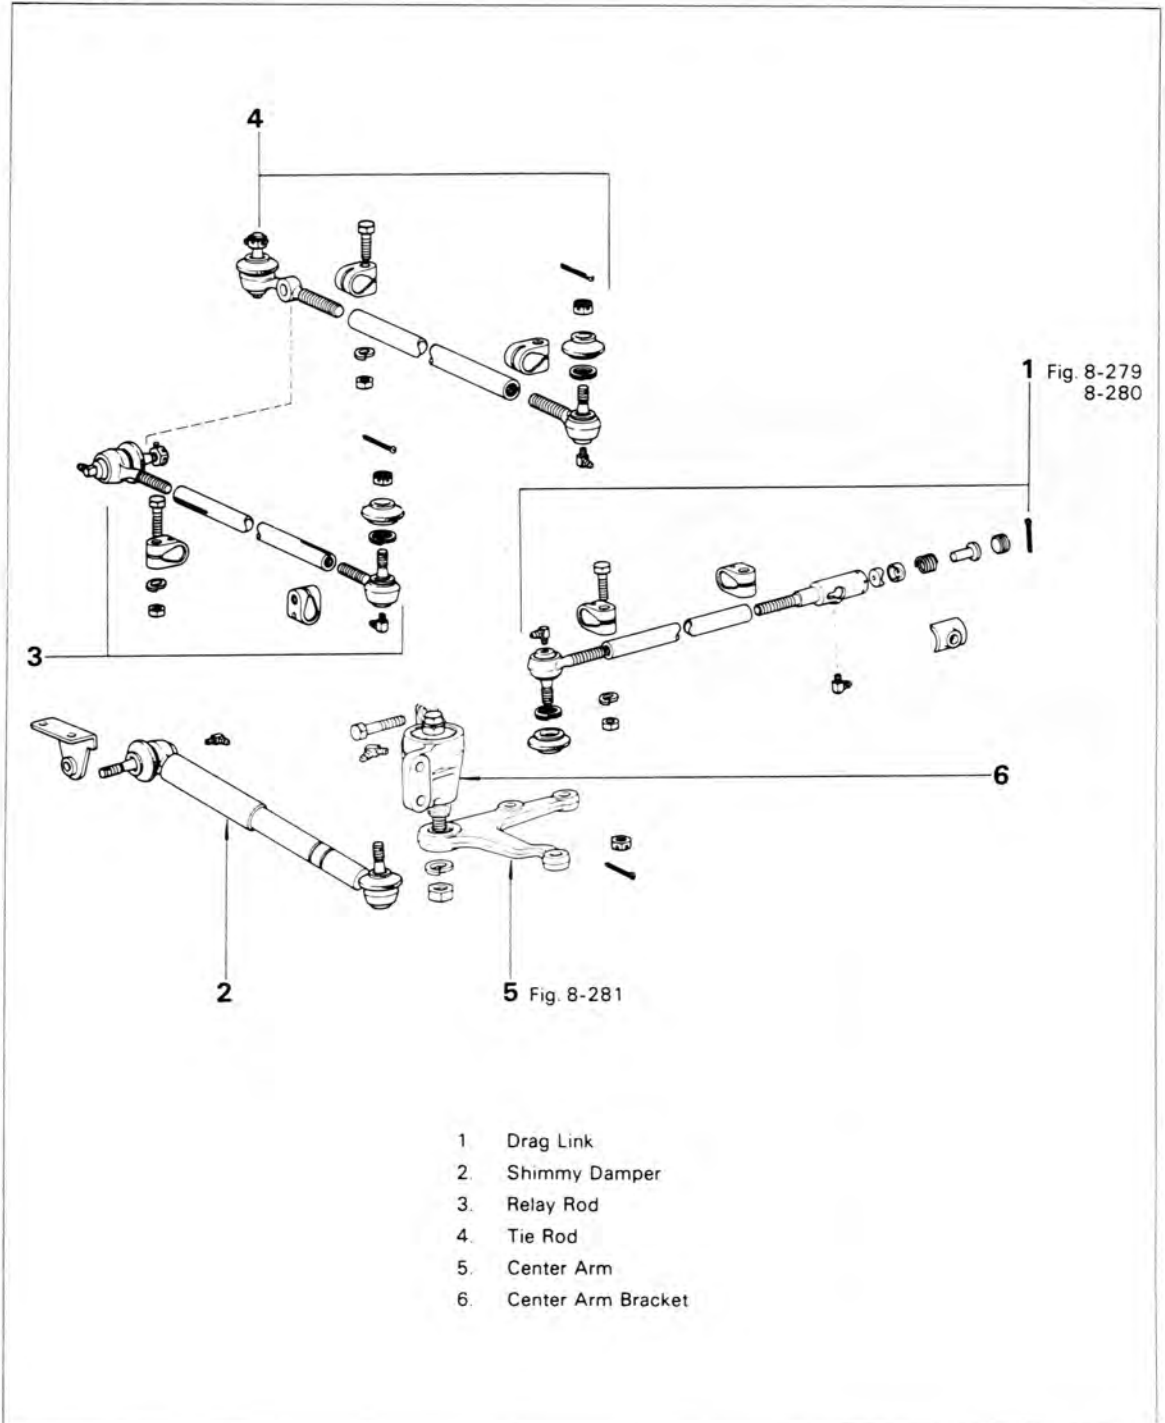 4
1 Fig. 8-279
8-280
3
6
2
5 Fig. 8-281
1. Drag Link
2. Shimmy Damper
3. Relay Rod
4. Tie Rod
5. Center Arm
6. Center Arm Bracket